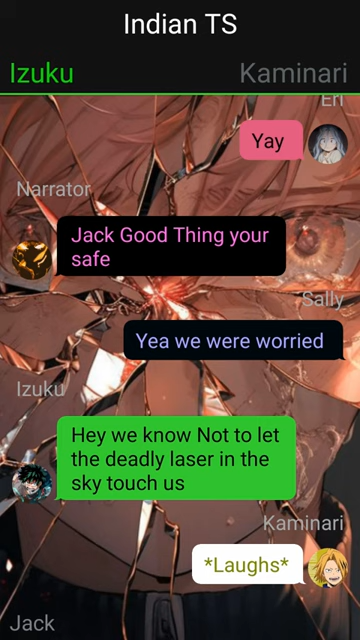 Indian TS
Izuku
Kaminari
Eri
Yay
Narrator
Jack Good Thing your
safe
Sally
Yea we were worried
Izuku
Hey we know Not to let
the deadly laser in the
sky touch us
Kaminari
*Laughs*
Jack